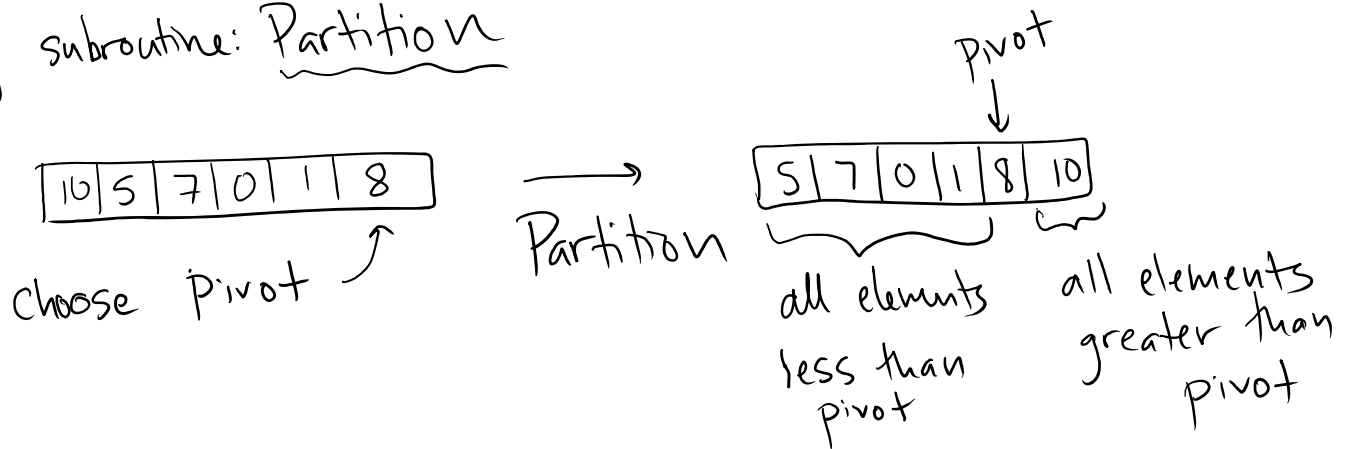 subroutine: Partition
pivot
10 5 7 0 1 8
5 7 0 1 8 10
Partition
choose pivot
all elements
less than
pivot
all elements
greater than
pivot